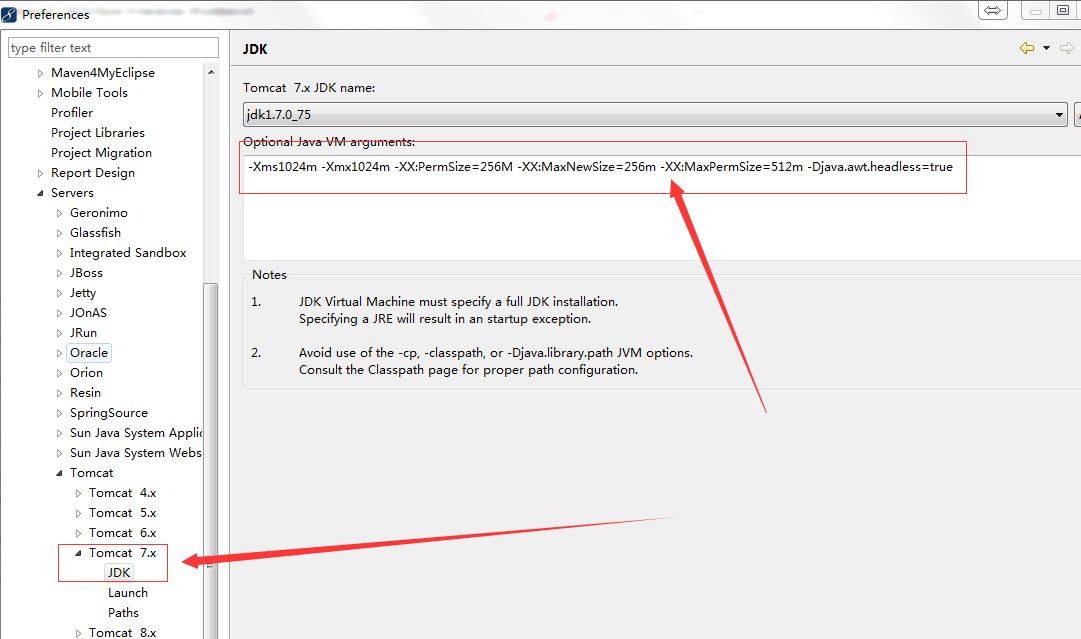 Preferences
type filter text
Maven4MyEclipse
Mobile Tools
Profiler
Project Libraries
Project Migration
Report Design
Servers
Geronimo
Glassfish
Integrated Sandbox
JBoss
Jetty
JOnAS
JRun
Oracle
Orion
Resin
SpringSource
Sun Java System Applic
Sun Java System Webs
Tomcat
Tomcat 4.x
Tomcat 5.x
Tomcat 6.x
Tomcat 7.x
JDK
Launch
Paths
Tomcat 8.x
JDK
Tomcat 7.x JDK name:
jdk1.7.0_75
Optional Java VM arguments:
-Xms1024m -Xmx1024m -XX:PermSize=256M -XX:MaxNewSize=256m -XX:MaxPermSize=512m -Djava.awt.headless=true
Notes
1. JDK Virtual Machine must specify a full JDK installation.
Specifying a JRE will result in an startup exception.
2. Avoid use of the -cp, -classpath, or -Djava.library.path JVM options.
Consult the Classpath page for proper path configuration.